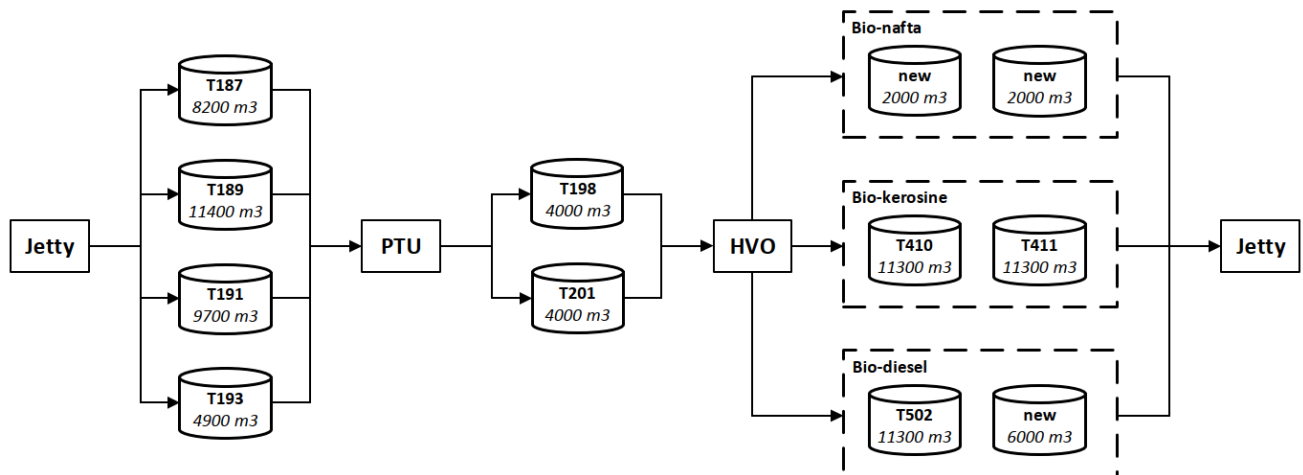 Jetty
T187
8200 m3
T189
11400 m3
T191
9700 m3
T193
4900 m3
PTU
T198
4000 m3
T201
4000 m3
HVO
Bio-nafta
new
2000 m3
new
2000 m3
Bio-kerosine
T410
11300 m3
T411
11300 m3
Bio-diesel
T502
11300 m3
new
6000 m3
Jetty